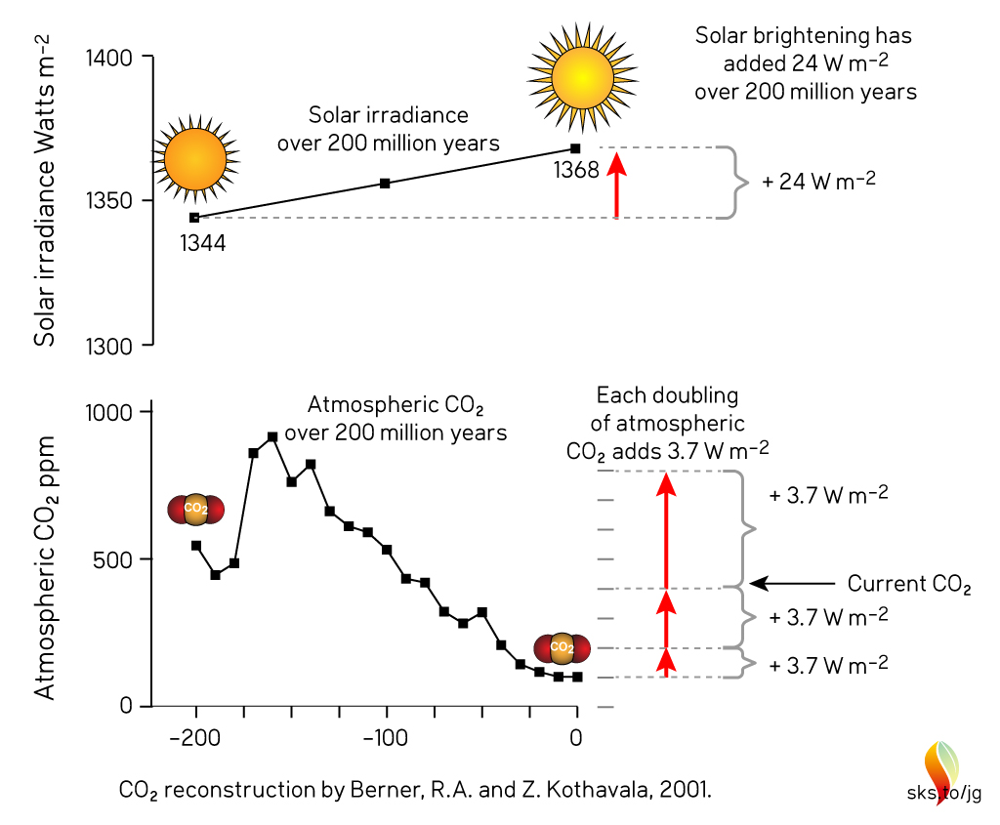 Solar irradiance Watts m⁻²
1400
1350
1300
Solar irradiance
over 200 million years
1344
1368
Solar brightening has
added 24 W m⁻²
over 200 million years
+ 24 W m⁻²
Atmospheric CO₂ ppm
1000
500
0
Atmospheric CO₂
over 200 million years
CO₂
CO₂
−200
−100
0
Each doubling
of atmospheric
CO₂ adds 3.7 W m⁻²
+ 3.7 W m⁻²
Current CO₂
+ 3.7 W m⁻²
+ 3.7 W m⁻²
CO₂ reconstruction by Berner, R.A. and Z. Kothavala, 2001.
sks.to/jg